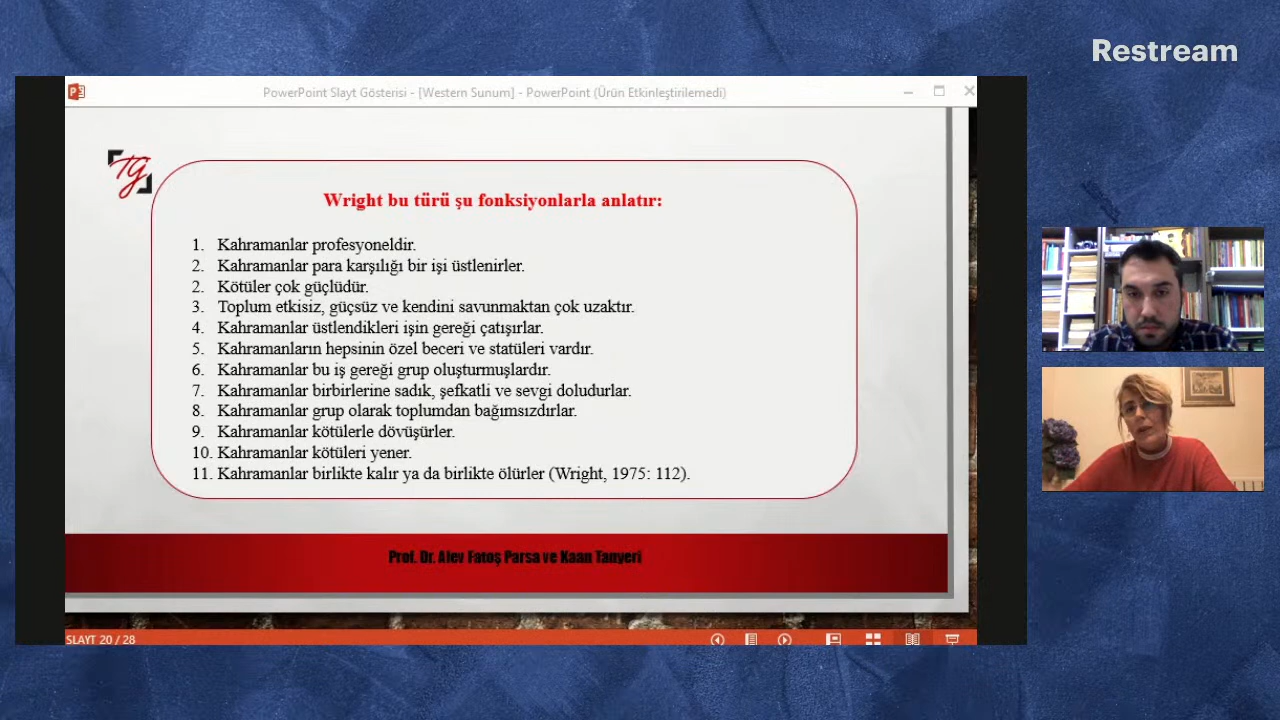 Restream
PowerPoint Slayt Gösterisi - [Western Sunum] - PowerPoint (Ürün Etkinleştirilemedi)
TG
Wright bu türü şu fonksiyonlarla anlatır:
1. Kahramanlar profesyoneldir.
2. Kahramanlar para karşılığı bir işi üstlenirler.
2. Kötüler çok güçlüdür.
3. Toplum etkisiz, güçsüz ve kendini savunmaktan çok uzaktır.
4. Kahramanlar üstlendikleri işin gereği çatışırlar.
5. Kahramanların hepsinin özel beceri ve statüleri vardır.
6. Kahramanlar bu iş gereği grup oluşturmuşlardır.
7. Kahramanlar birbirlerine sadık, şefkatli ve sevgi doludurlar.
8. Kahramanlar grup olarak toplumdan bağımsızdırlar.
9. Kahramanlar kötülerle dövüşürler.
10. Kahramanlar kötüleri yener.
11. Kahramanlar birlikte kalır ya da birlikte ölürler (Wright, 1975: 112).
Prof. Dr. Alev Fatoş Parsa ve Kaan Tanyeri
SLAYT 20 / 28